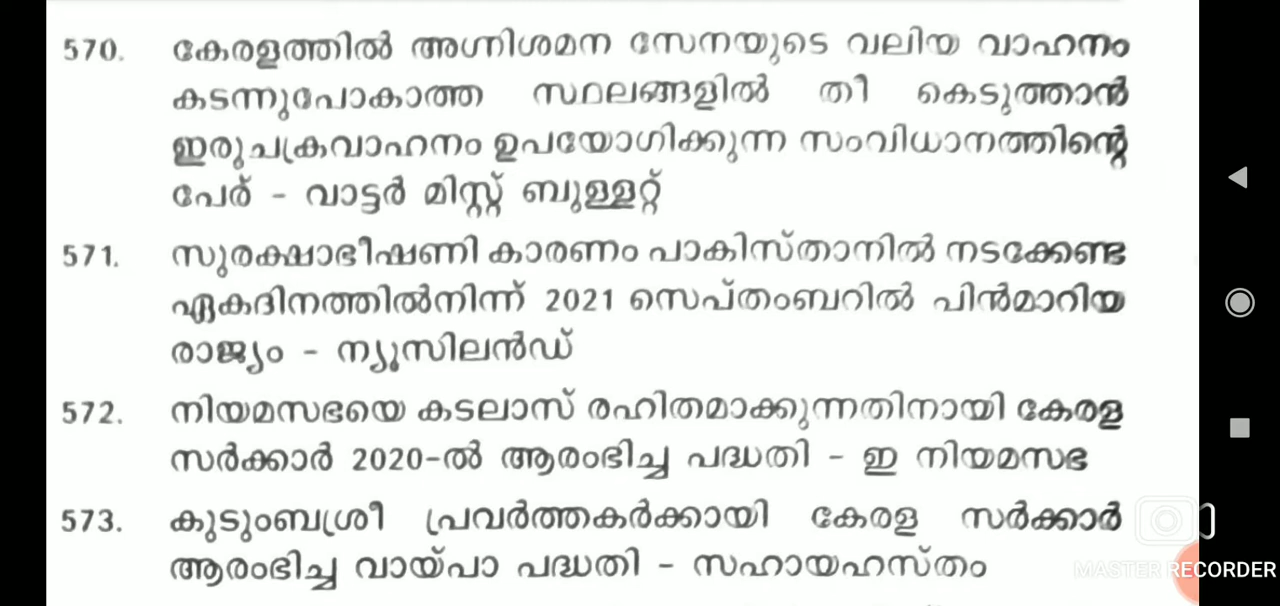 570. കേരളത്തിൽ അഗ്നിശമന സേനയുടെ വലിയ വാഹനം
കടന്നുപോകാത്ത സ്ഥലങ്ങളിൽ തീ കെടുത്താൻ
ഇരുചക്രവാഹനം ഉപയോഗിക്കുന്ന സംവിധാനത്തിന്റെ
പേര് - വാട്ടർ മിസ്റ്റ് ബുള്ളറ്റ്
571. സുരക്ഷാഭീഷണി കാരണം പാകിസ്താനിൽ നടക്കേണ്ട
ഏകദിനത്തിൽനിന്ന് 2021 സെപ്തംബറിൽ പിൻമാറിയ
രാജ്യം - ന്യൂസിലൻഡ്
572. നിയമസഭയെ കടലാസ് രഹിതമാക്കുന്നതിനായി കേരള
സർക്കാർ 2020-ൽ ആരംഭിച്ച പദ്ധതി - ഇ നിയമസഭ
573. കുടുംബശ്രീ പ്രവർത്തകർക്കായി കേരള സർക്കാർ
ആരംഭിച്ച വായ്പാ പദ്ധതി - സഹായഹസ്തം
MASTER RECORDER